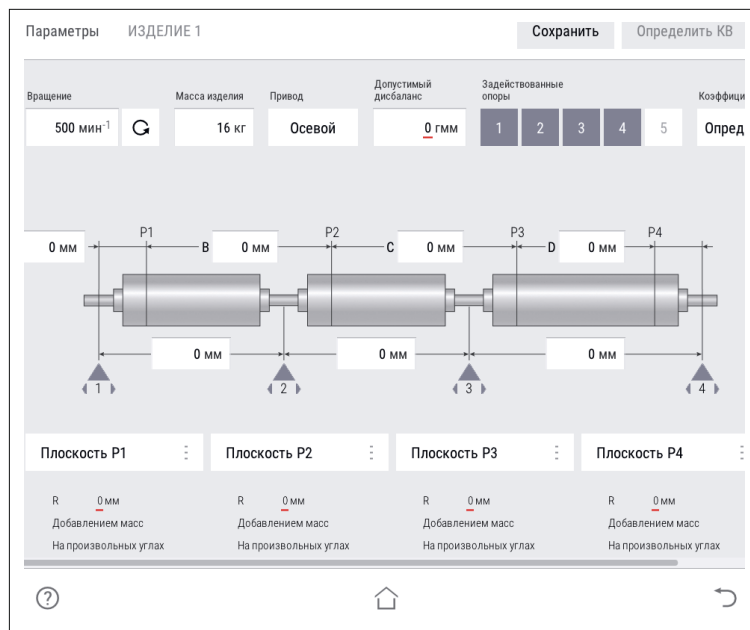 Параметры ИЗДЕЛИЕ 1 Сохранить Определить КВ
Вращение Масса изделия Привод Допустимый дисбаланс Задействованные опоры Коэффици
500 мин⁻¹ 16 кг Осевой 0 гмм 1 2 3 4 5 Опред
P1 P2 P3 P4
0 мм B 0 мм C 0 мм D 0 мм
0 мм 0 мм 0 мм
1 2 3 4
Плоскость P1 Плоскость P2 Плоскость P3 Плоскость P4
R 0 мм R 0 мм R 0 мм R 0 мм
Добавлением масс Добавлением масс Добавлением масс Добавлением масс
На произвольных углах На произвольных углах На произвольных углах На произвольных углах
?